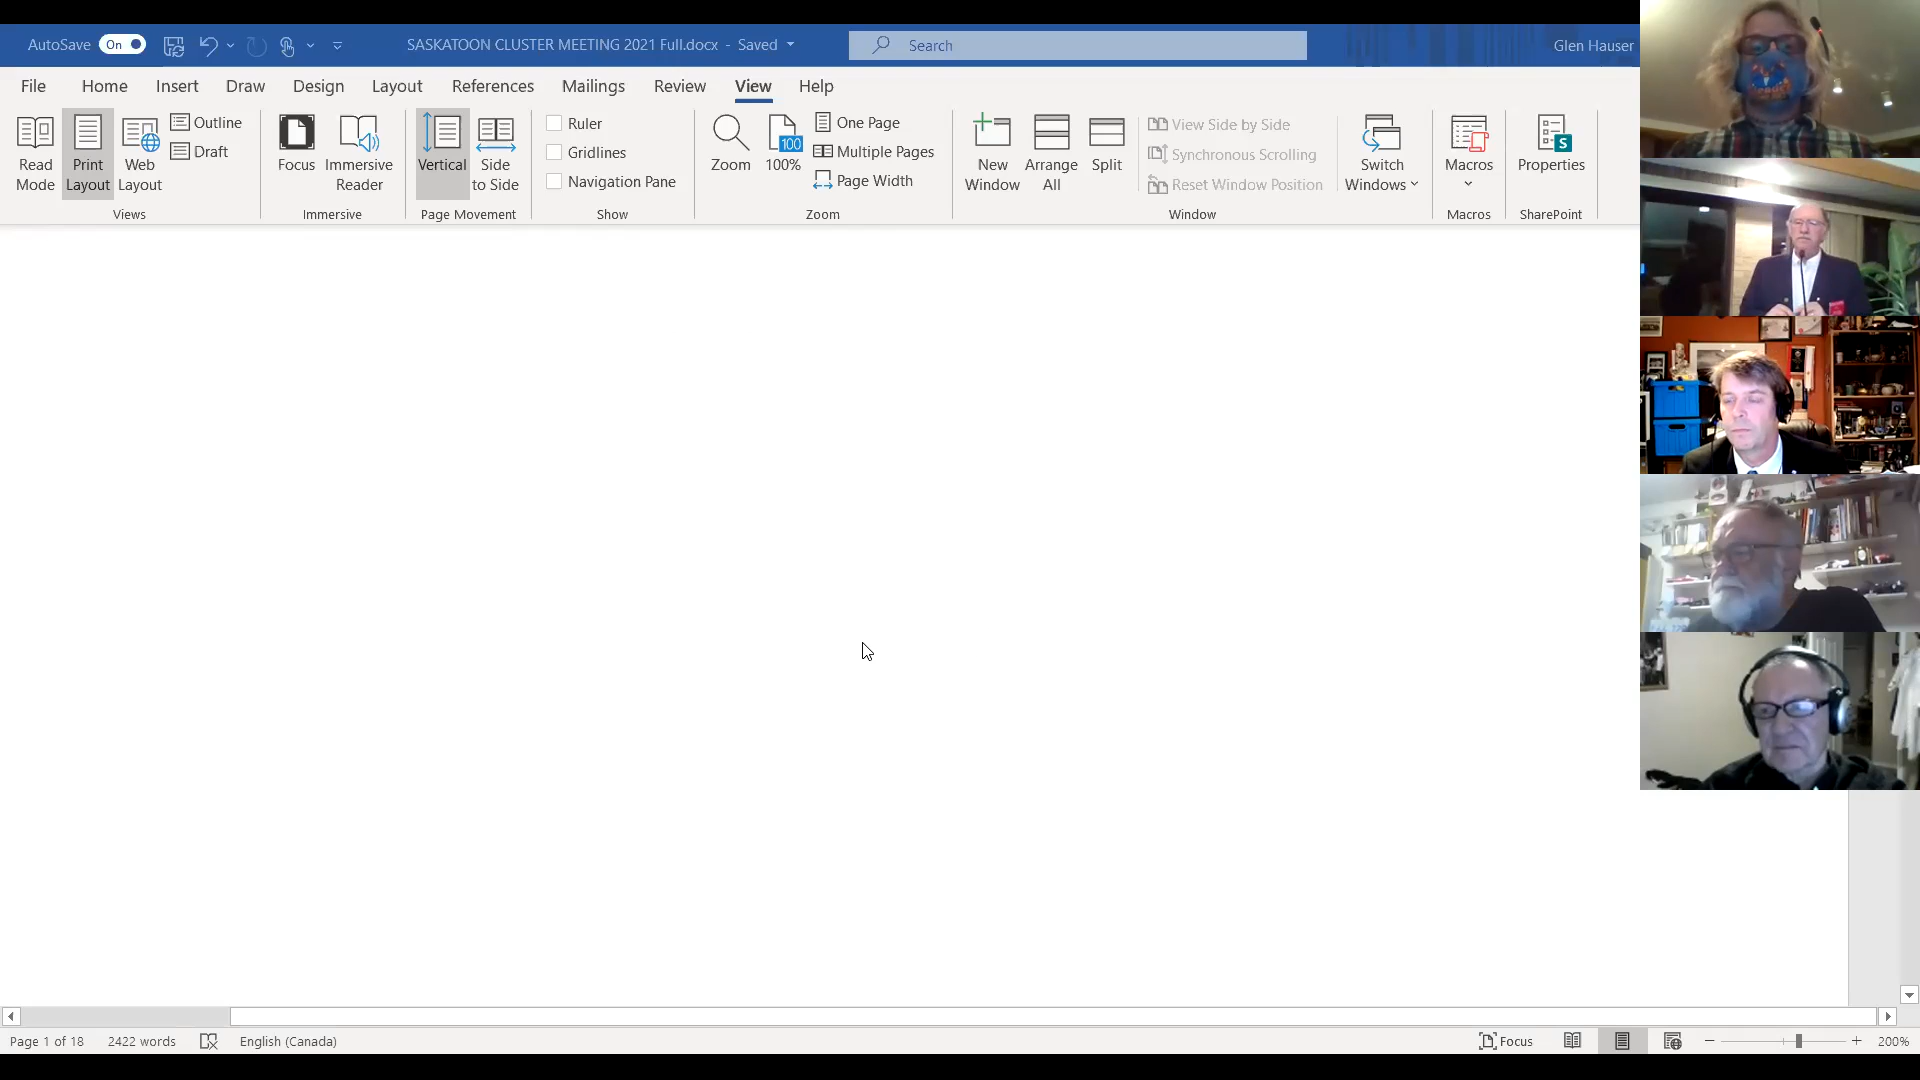 AutoSave On SASKATOON CLUSTER MEETING 2021 Full.docx - Saved Search Glen Hauser
File Home Insert Draw Design Layout References Mailings Review View Help
Read Mode
Print Layout
Web Layout
Outline
Draft
Views
Focus
Immersive Reader
Immersive
Vertical
Side to Side
Page Movement
Ruler
Gridlines
Navigation Pane
Show
Zoom
100
100%
One Page
Multiple Pages
Page Width
Zoom
New Window
Arrange All
Split
View Side by Side
Synchronous Scrolling
Reset Window Position
Switch Windows
Window
Macros
Macros
S
Properties
SharePoint
Page 1 of 18 2422 words English (Canada) Focus 200%